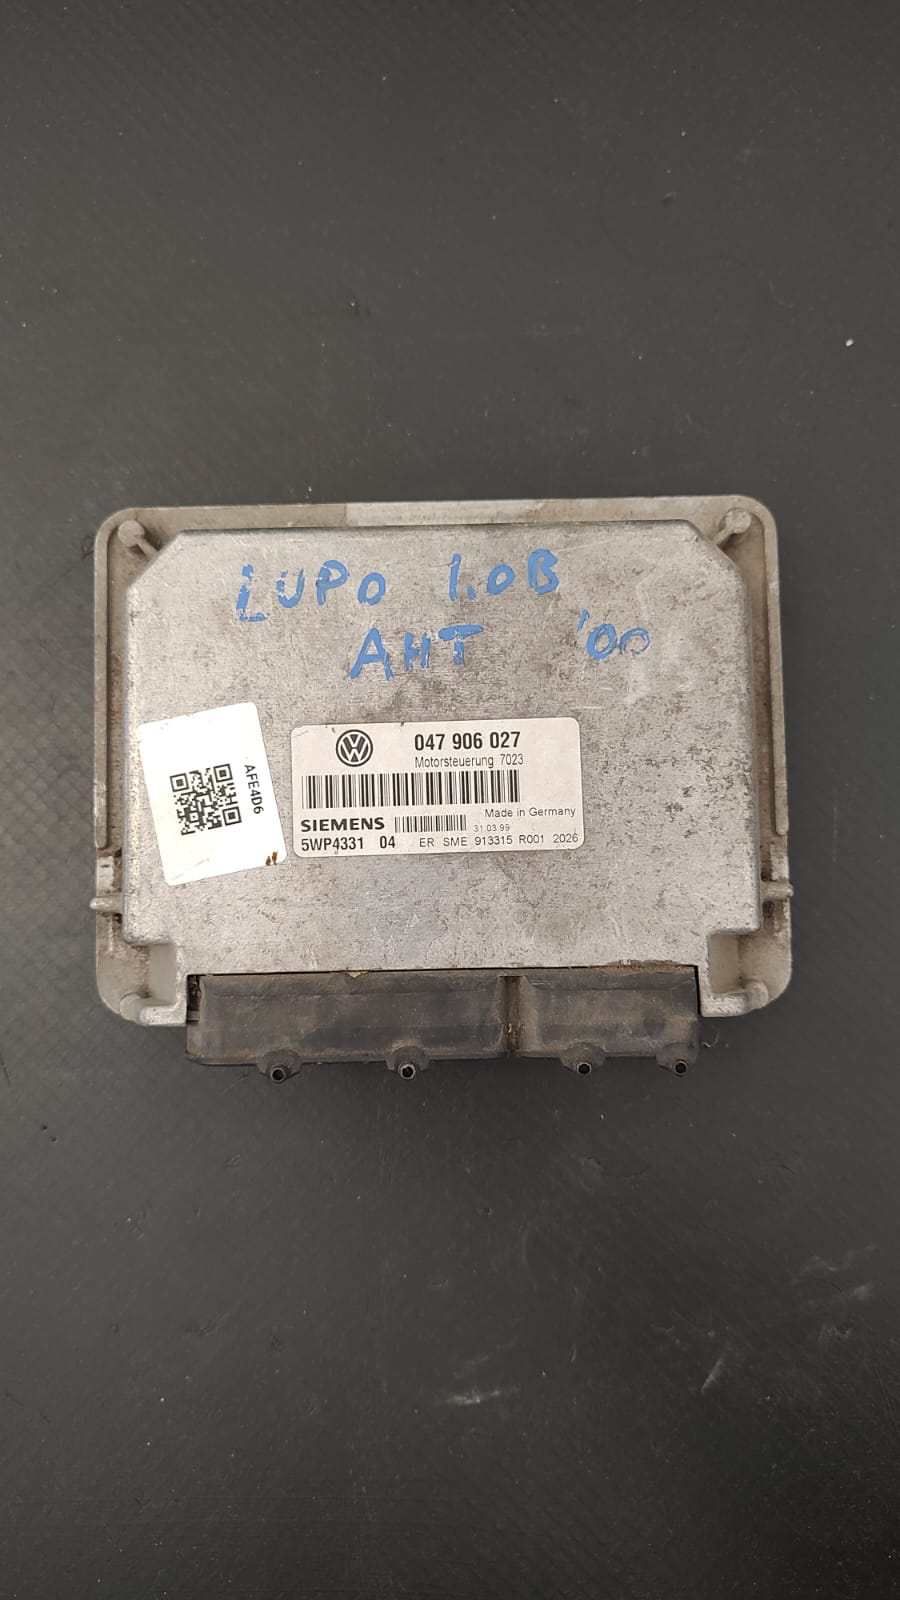 LUPO 1.0B
AHT '00
AFE4D6
047 906 027
Motorsteuerung 7023
Made in Germany
SIEMENS 31.03.99
5WP4331 04 ER SME 913315 R001 2026